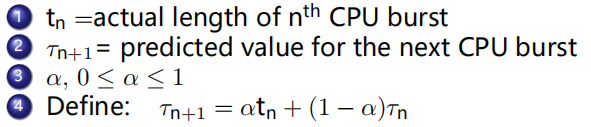 1 tₙ =actual length of nᵗʰ CPU burst
2 τₙ₊₁= predicted value for the next CPU burst
3 α, 0 ≤ α ≤ 1
4 Define: τₙ₊₁ = αtₙ + (1 − α)τₙ